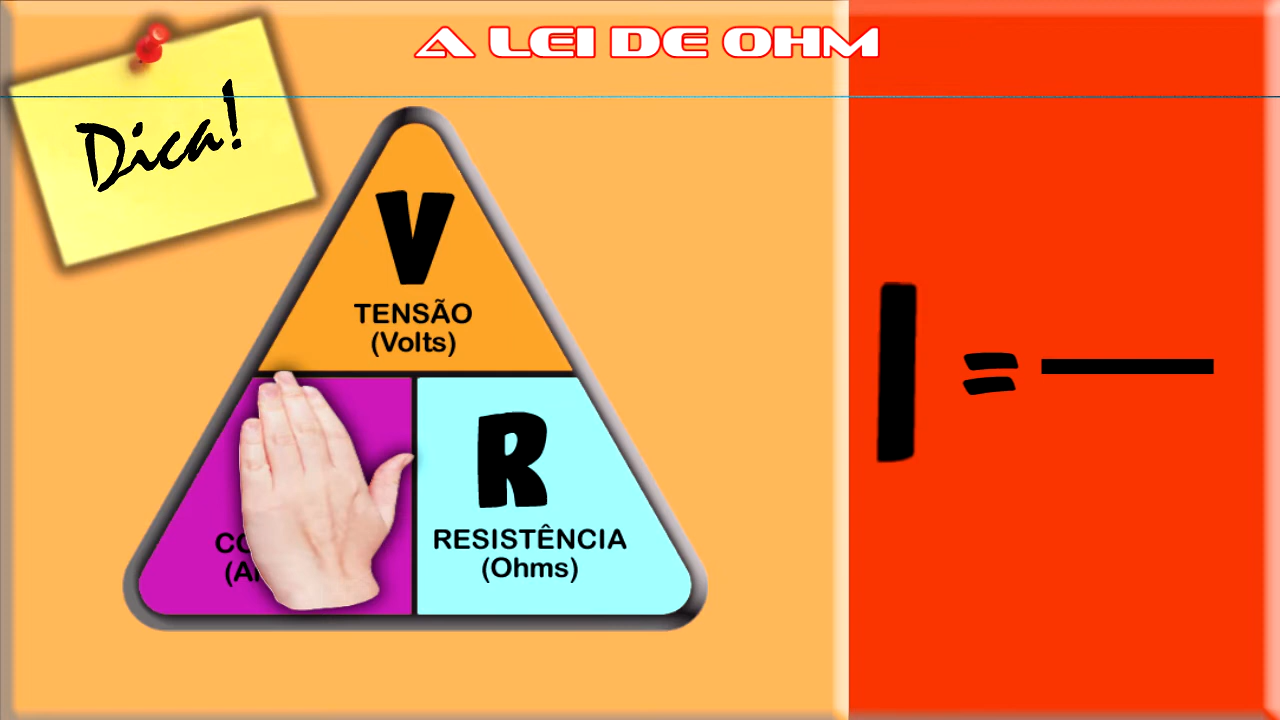 A LEI DE OHM
Dica!
V
TENSÃO
(Volts)
R
RESISTÊNCIA
(Ohms)
I =